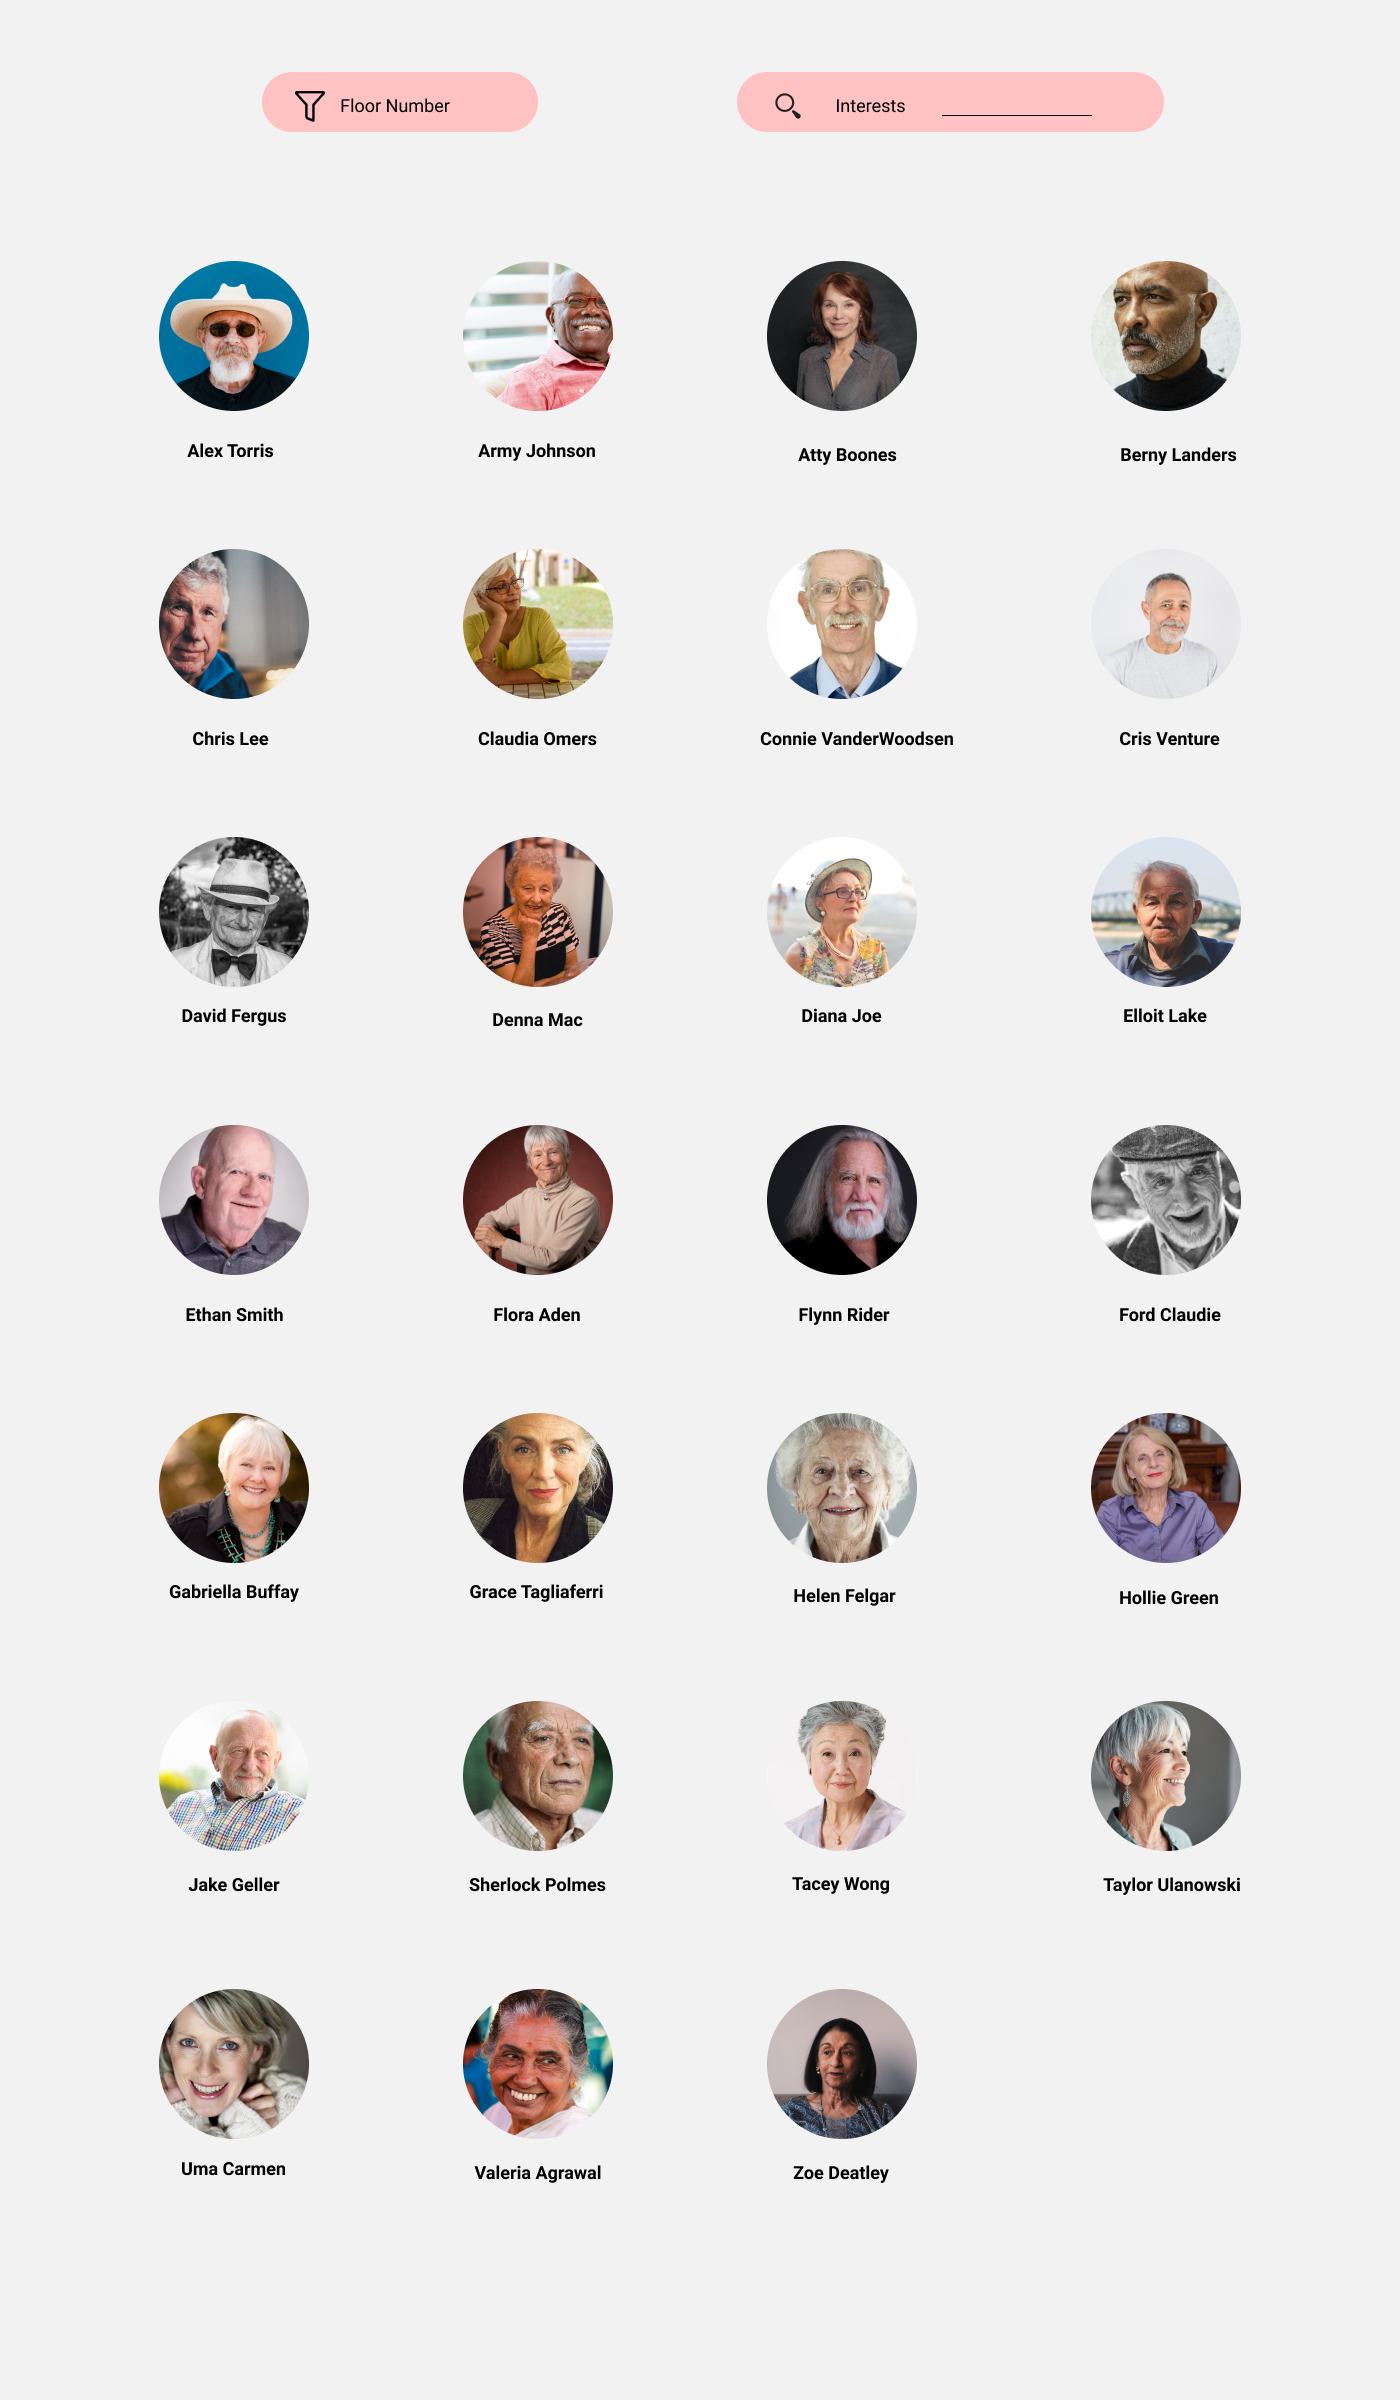 Floor Number
Interests
Alex Torris
Army Johnson
Atty Boones
Berny Landers
Chris Lee
Claudia Omers
Connie VanderWoodsen
Cris Venture
David Fergus
Denna Mac
Diana Joe
Elloit Lake
Ethan Smith
Flora Aden
Flynn Rider
Ford Claudie
Gabriella Buffay
Grace Tagliaferri
Helen Felgar
Hollie Green
Jake Geller
Sherlock Polmes
Tacey Wong
Taylor Ulanowski
Uma Carmen
Valeria Agrawal
Zoe Deatley